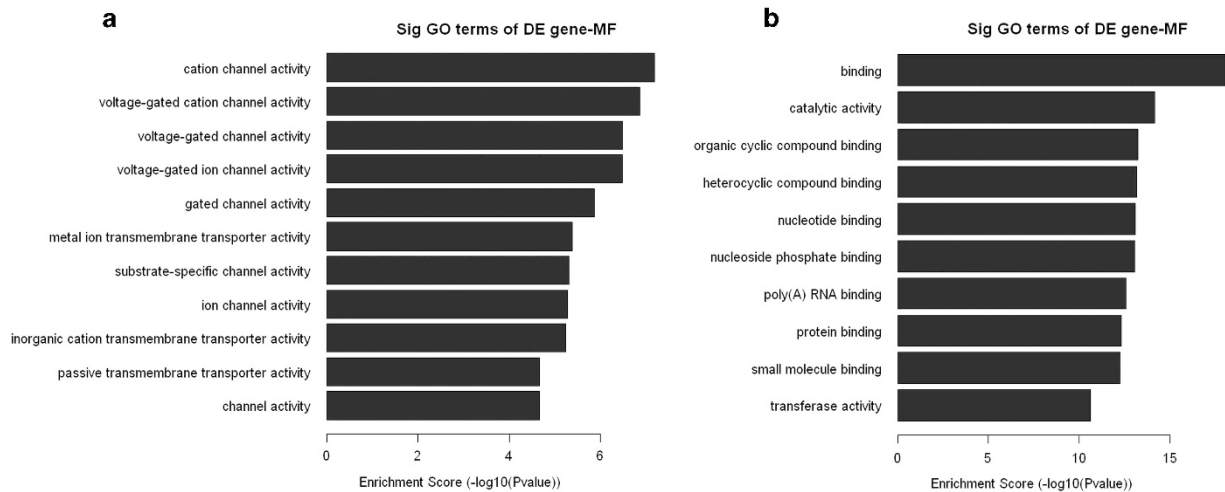 a
Sig GO terms of DE gene-MF
cation channel activity
voltage-gated cation channel activity
voltage-gated channel activity
voltage-gated ion channel activity
gated channel activity
metal ion transmembrane transporter activity
substrate-specific channel activity
ion channel activity
inorganic cation transmembrane transporter activity
passive transmembrane transporter activity
channel activity
0 2 4 6
Enrichment Score (-log10(Pvalue))
b
Sig GO terms of DE gene-MF
binding
catalytic activity
organic cyclic compound binding
heterocyclic compound binding
nucleotide binding
nucleoside phosphate binding
poly(A) RNA binding
protein binding
small molecule binding
transferase activity
0 5 10 15
Enrichment Score (-log10(Pvalue))